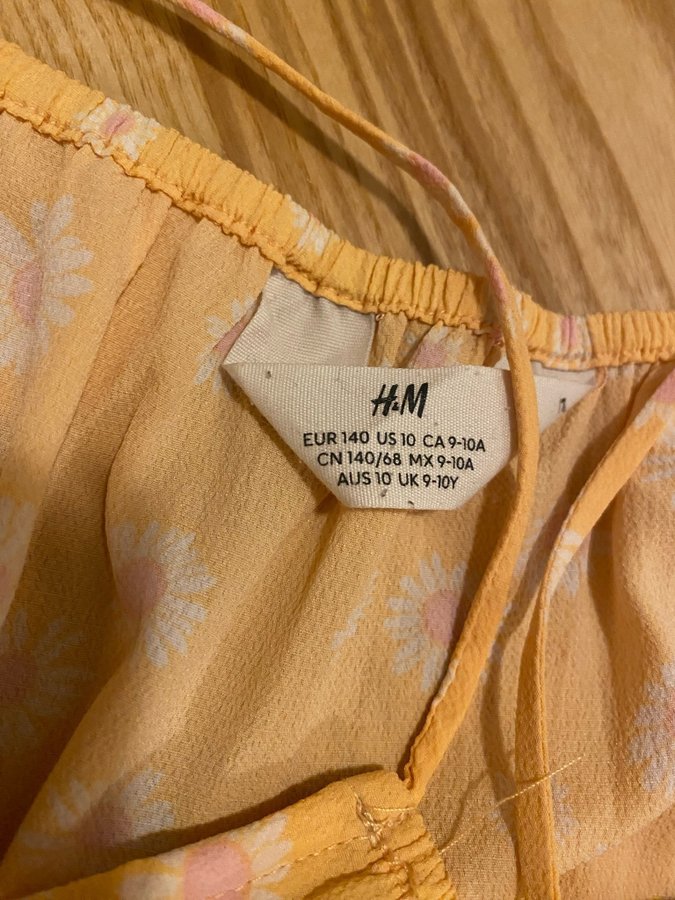 H&M
EUR 140 US 10 CA 9-10A
CN 140/68 MX 9-10A
AUS 10 UK 9-10Y